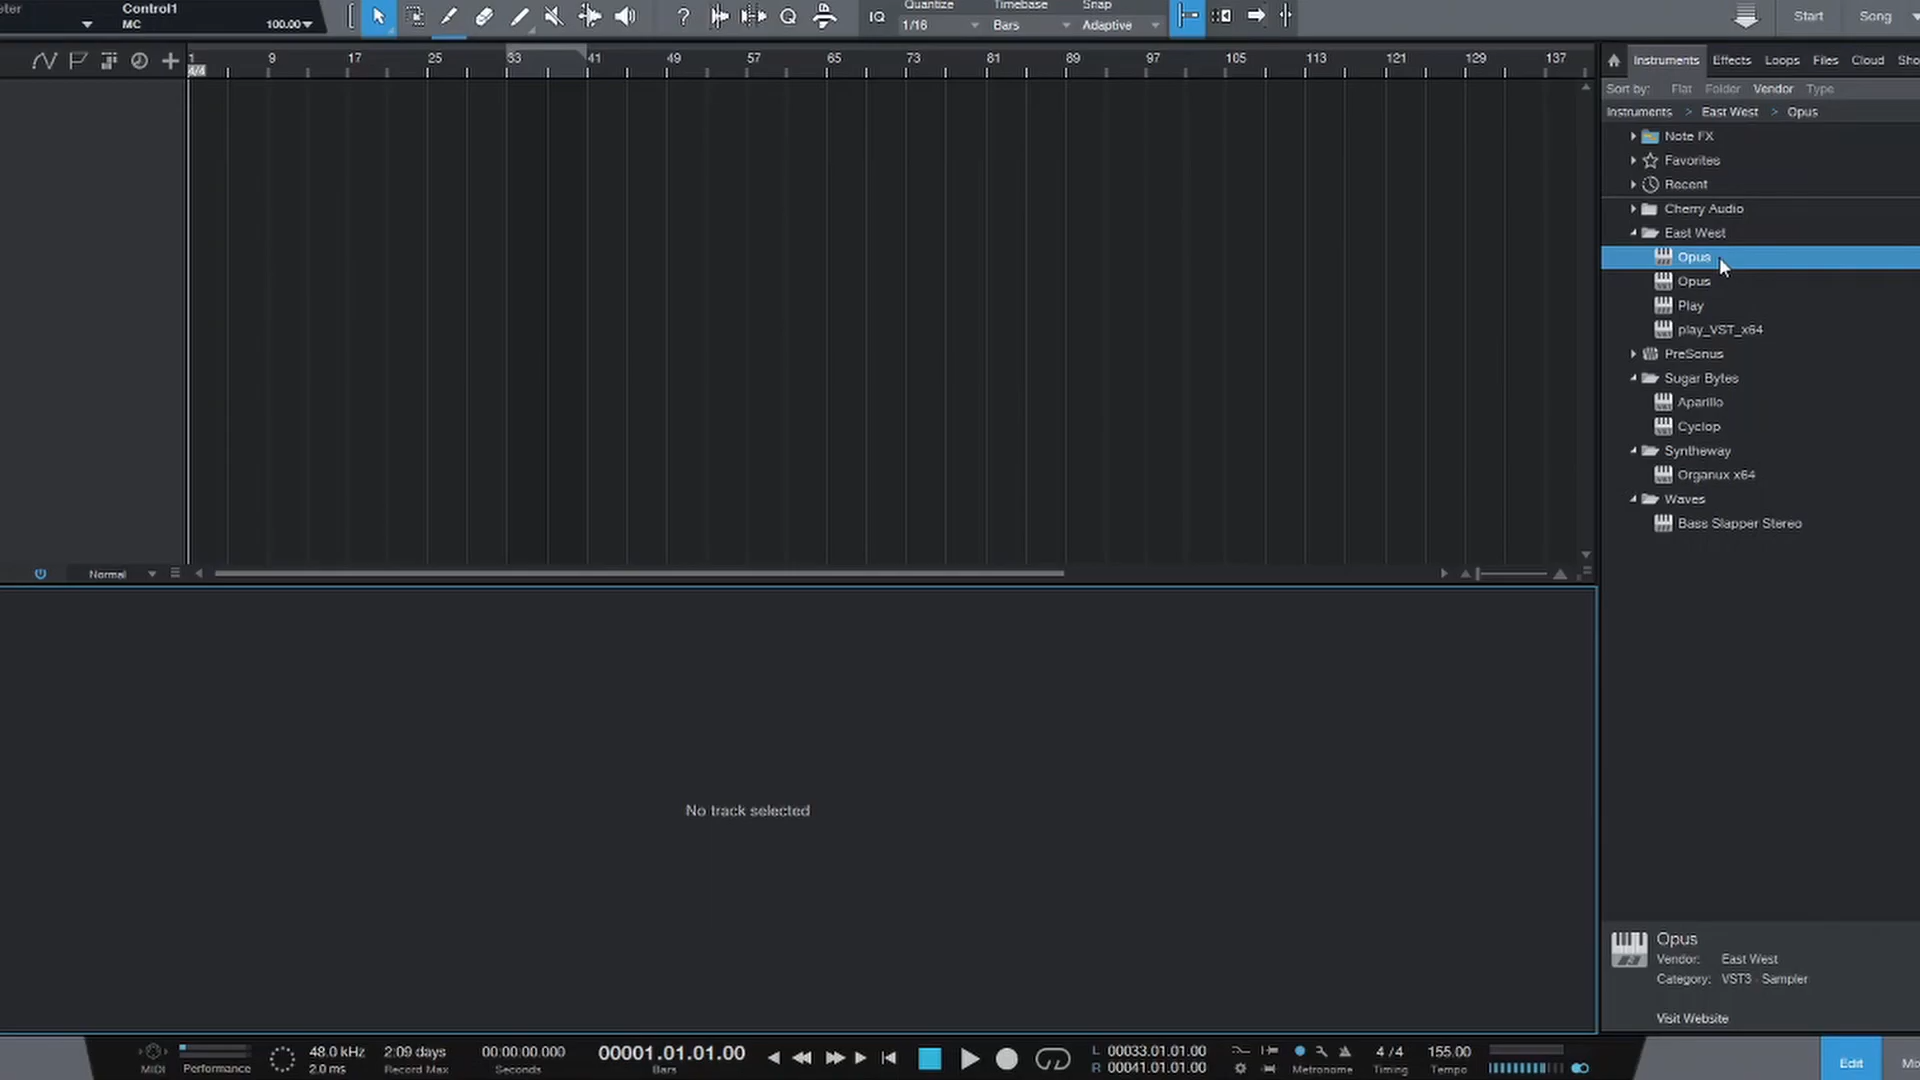 eter
Control1
MC
100.00
Quantize
1/16
Timebase
Bars
Snap
Adaptive
IQ
Start
Song
1
9
17
25
33
41
49
57
65
73
81
89
97
105
113
121
129
137
4/4
Instruments
Effects
Loops
Files
Cloud
Sho
Sort by:
Flat
Folder
Vendor
Type
Instruments > East West > Opus
Note FX
Favorites
Recent
Cherry Audio
East West
Opus
Opus
Play
play_VST_x64
PreSonus
Sugar Bytes
Aparillo
Cyclop
Syntheway
Organux x64
Waves
Bass Slapper Stereo
Normal
No track selected
Opus
Vendor: East West
Category: VST3 - Sampler
Visit Website
MIDI
Performance
48.0 kHz
2.0 ms
2:09 days
Record Max
00:00:00.000
Seconds
00001.01.01.00
Bars
L 00033.01.01.00
R 00041.01.01.00
Metronome
4 / 4
Timing
155.00
Tempo
Edit